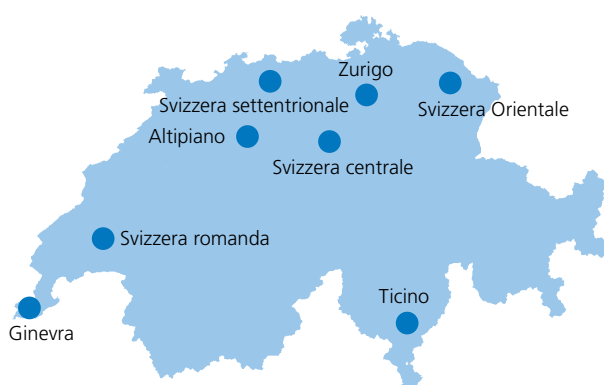 Zurigo
Svizzera settentrionale
Svizzera Orientale
Altipiano
Svizzera centrale
Svizzera romanda
Ticino
Ginevra